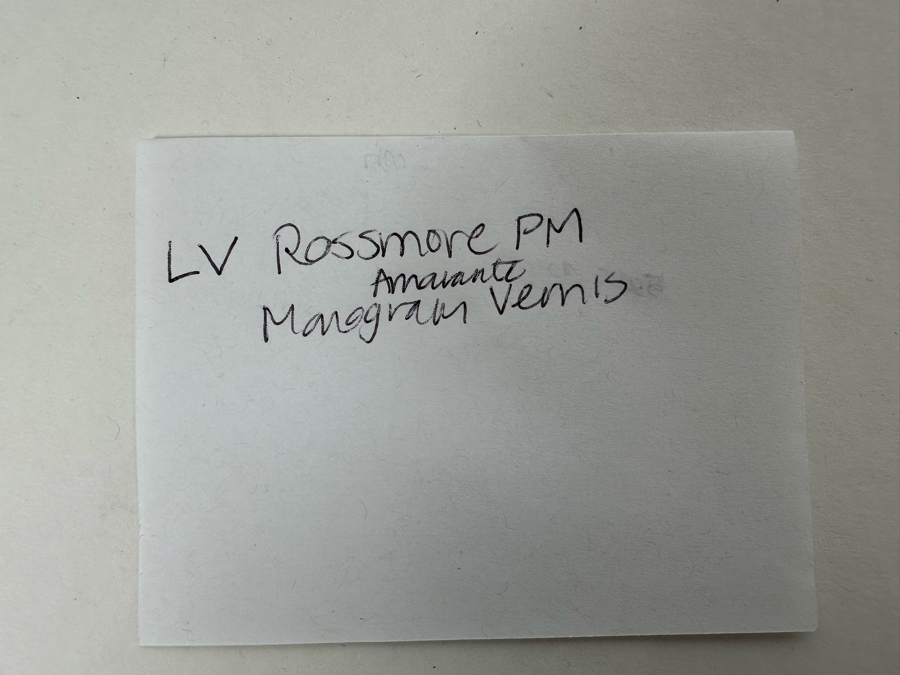 LV Rossmore PM
Amarante
Monogram Vernis